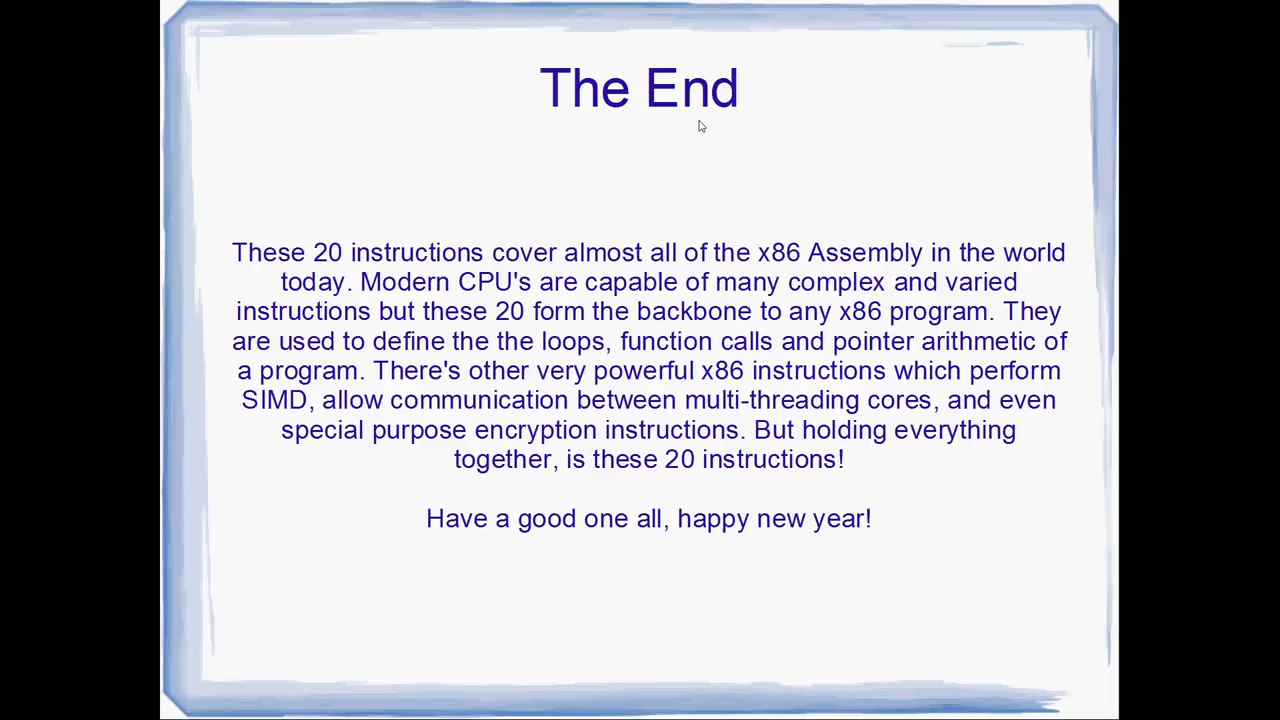 The End
These 20 instructions cover almost all of the x86 Assembly in the world
today. Modern CPU's are capable of many complex and varied
instructions but these 20 form the backbone to any x86 program. They
are used to define the the loops, function calls and pointer arithmetic of
a program. There's other very powerful x86 instructions which perform
SIMD, allow communication between multi-threading cores, and even
special purpose encryption instructions. But holding everything
together, is these 20 instructions!
Have a good one all, happy new year!